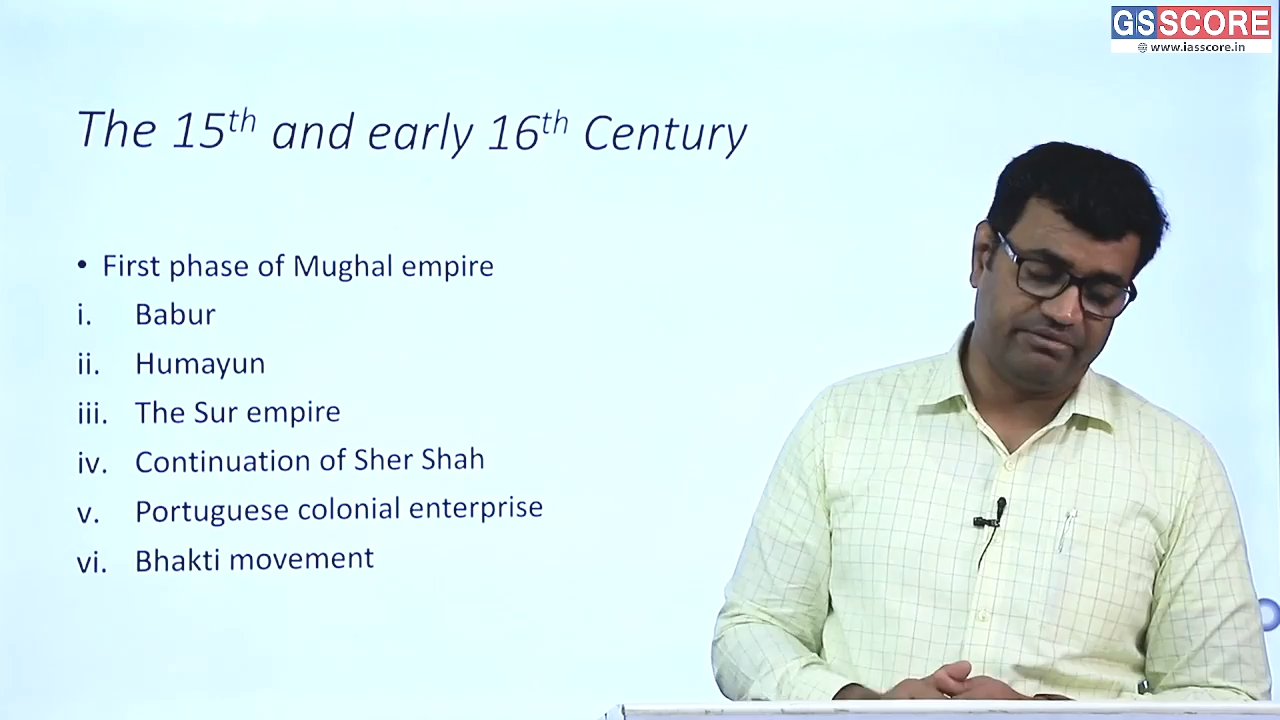 GSSCORE
www.iasscore.in
The 15th and early 16th Century
• First phase of Mughal empire
i. Babur
ii. Humayun
iii. The Sur empire
iv. Continuation of Sher Shah
v. Portuguese colonial enterprise
vi. Bhakti movement